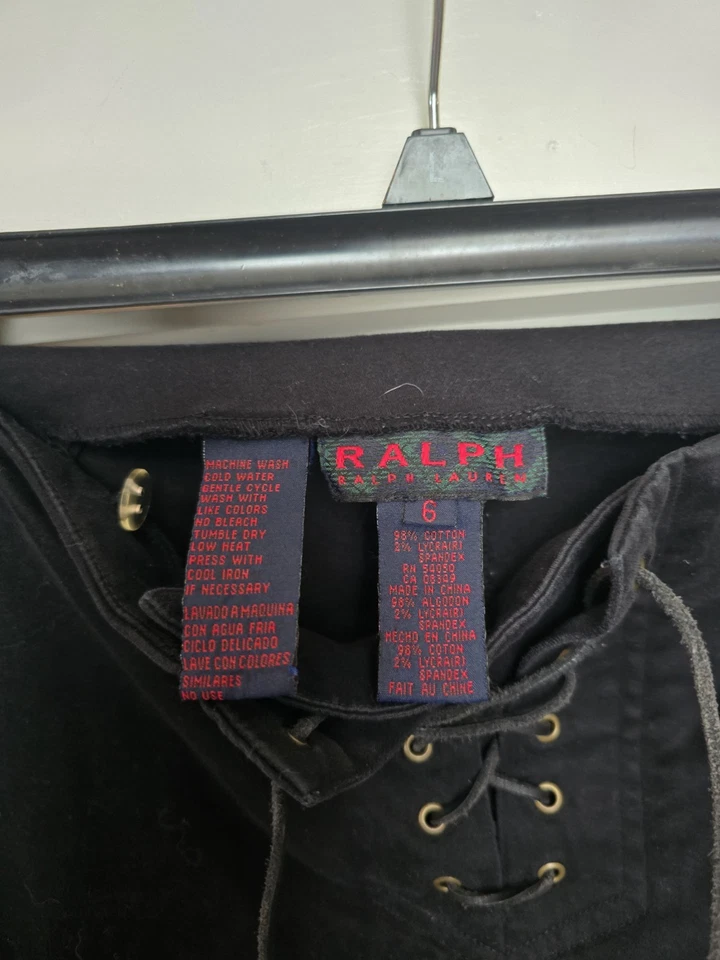 MACHINE WASH
COLD WATER
GENTLE CYCLE
WASH WITH
LIKE COLORS
NO BLEACH
TUMBLE DRY
LOW HEAT
PRESS WITH
COOL IRON
IF NECESSARY
LAVADO A MAQUINA
CON AGUA FRIA
CICLO DELICADO
LAVE CON COLORES
SIMILARES
NO USE
RALPH
RALPH LAUREN
6
98% COTTON
2% LYCRA(R)
SPANDEX
RN 54050
CA 08349
MADE IN CHINA
98% ALGODON
2% LYCRA(R)
SPANDEX
HECHO EN CHINA
98% COTON
2% LYCRA(R)
SPANDEX
FAIT AU CHINE